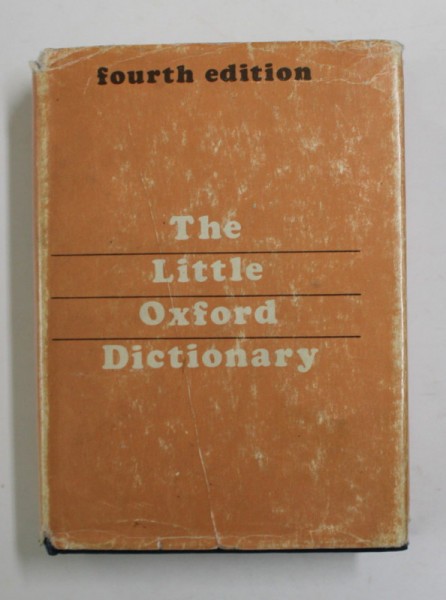 fourth edition
The
Little
Oxford
Dictionary